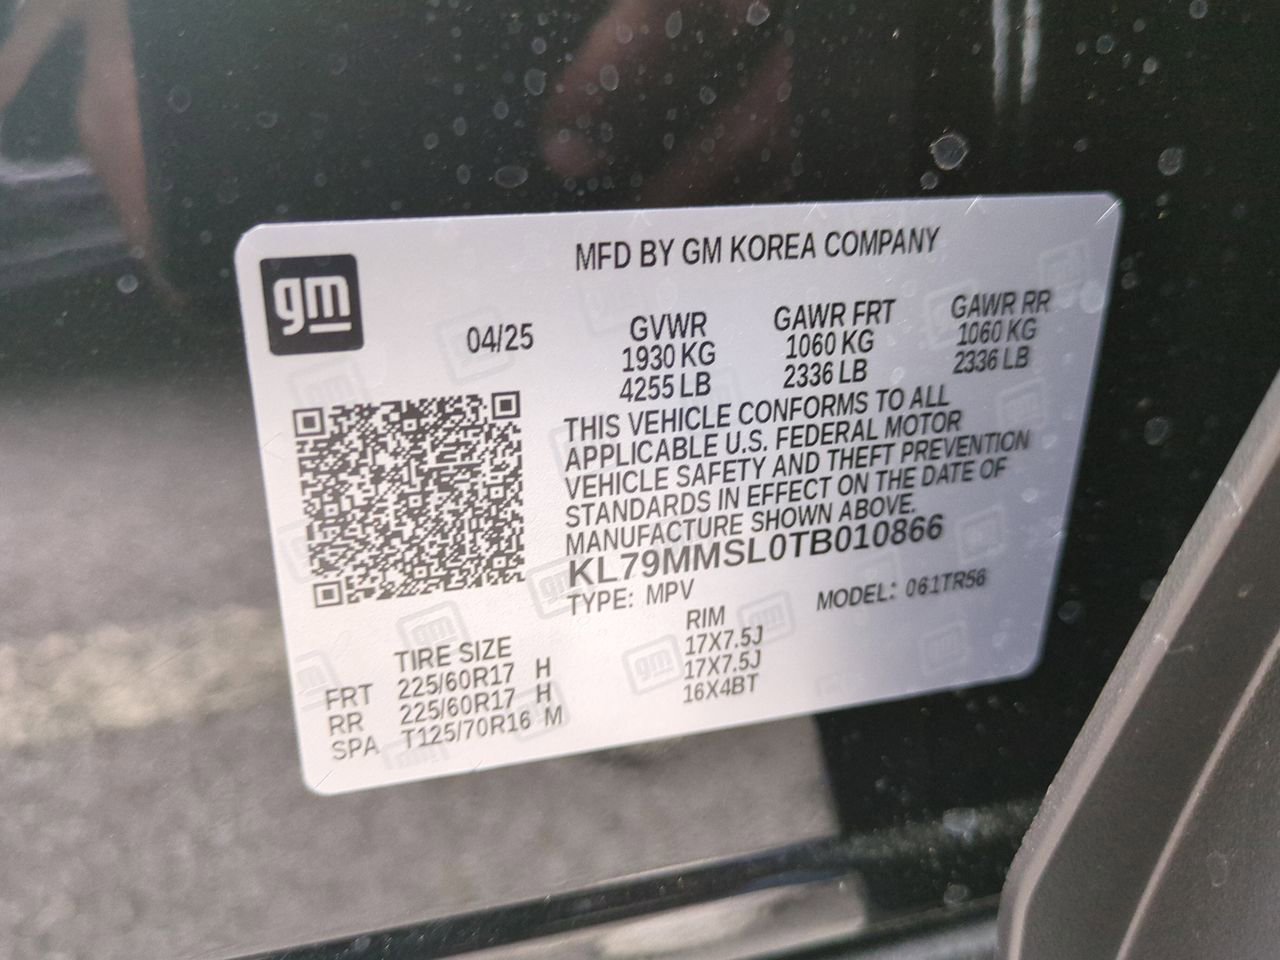 gm
MFD BY GM KOREA COMPANY
04/25
GVWR
1930 KG
4255 LB
GAWR FRT
1060 KG
2336 LB
GAWR RR
1060 KG
2336 LB
THIS VEHICLE CONFORMS TO ALL
APPLICABLE U.S. FEDERAL MOTOR
VEHICLE SAFETY AND THEFT PREVENTION
STANDARDS IN EFFECT ON THE DATE OF
MANUFACTURE SHOWN ABOVE.
KL79MMSL0TB010866
TYPE: MPV MODEL: 061TR56
TIRE SIZE RIM
FRT 225/60R17 H 17X7.5J
RR 225/60R17 H 17X7.5J
SPA T125/70R16 M 16X4BT